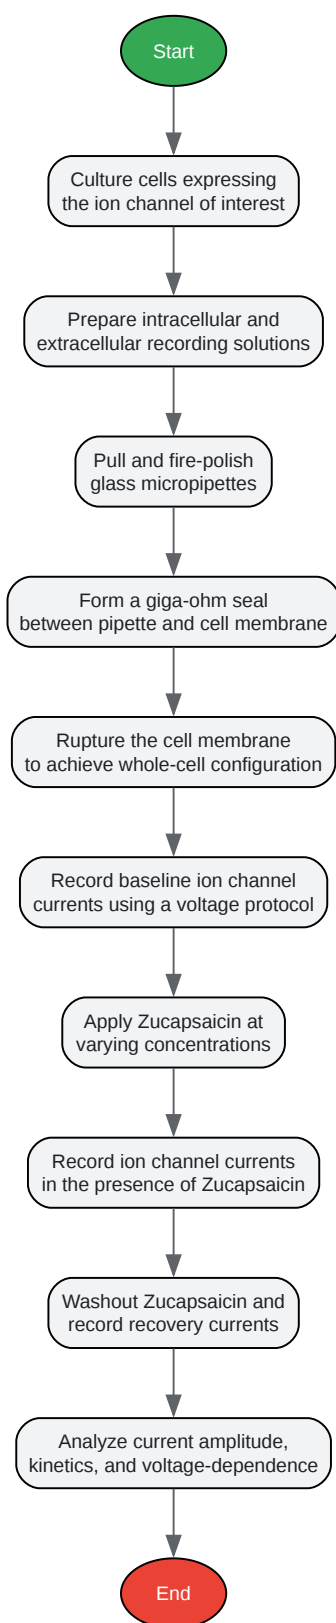 Start
Culture cells expressing
the ion channel of interest
Prepare intracellular and
extracellular recording solutions
Pull and fire-polish
glass micropipettes
Form a giga-ohm seal
between pipette and cell membrane
Rupture the cell membrane
to achieve whole-cell configuration
Record baseline ion channel
currents using a voltage protocol
Apply Zucapsaicin at
varying concentrations
Record ion channel currents
in the presence of Zucapsaicin
Washout Zucapsaicin and
record recovery currents
Analyze current amplitude,
kinetics, and voltage-dependence
End